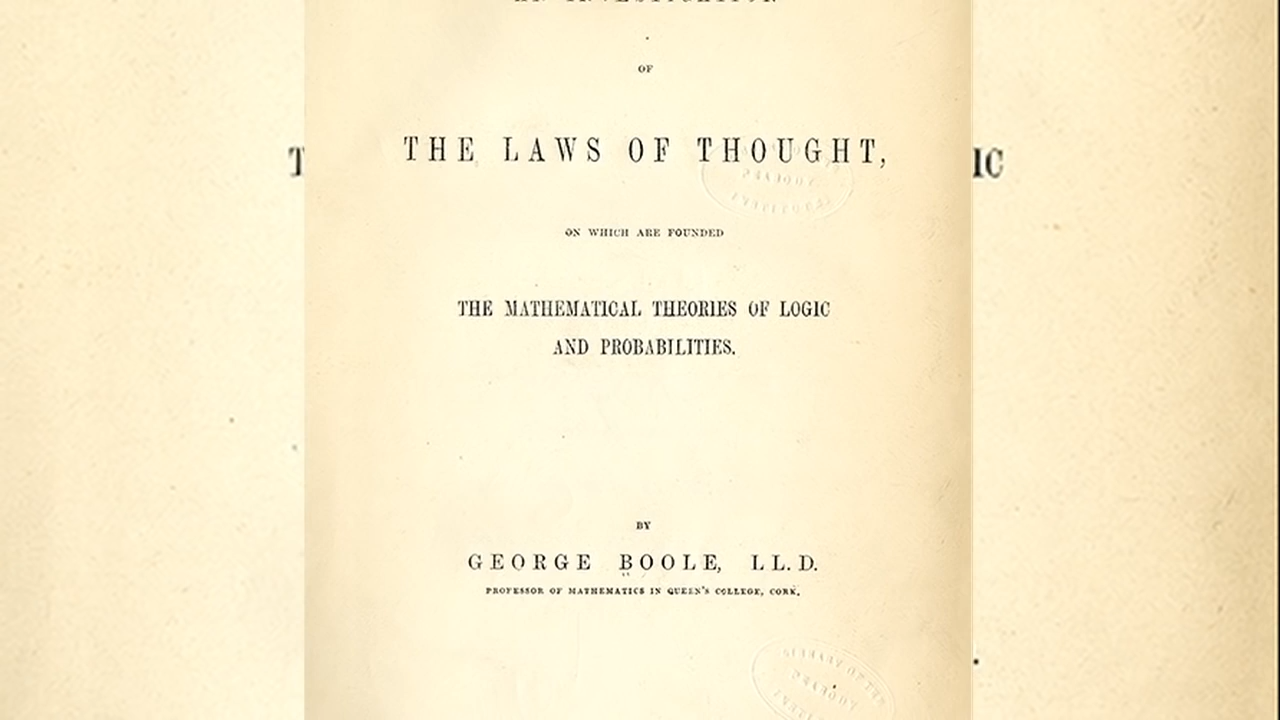 OF
THE LAWS OF THOUGHT,
ON WHICH ARE FOUNDED
THE MATHEMATICAL THEORIES OF LOGIC
AND PROBABILITIES.
BY
GEORGE BOOLE, LL.D.
PROFESSOR OF MATHEMATICS IN QUEEN'S COLLEGE, CORK.